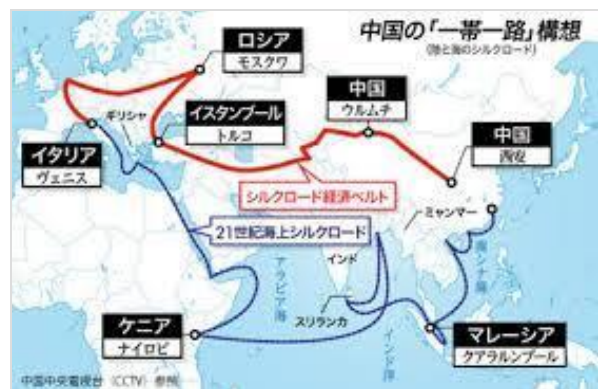 中国の「一帯一路」構想
(陸と海のシルクロード)
ロシア
モスクワ
ギリシャ
イスタンブール
トルコ
中国
ウルムチ
中国
西安
イタリア
ヴェニス
シルクロード経済ベルト
21世紀海上シルクロード
ミャンマー
インド
アラビア海
南シナ海
スリランカ
インド洋
ケニア
ナイロビ
マレーシア
クアラルンプール
中国中央電視台(CCTV)参照